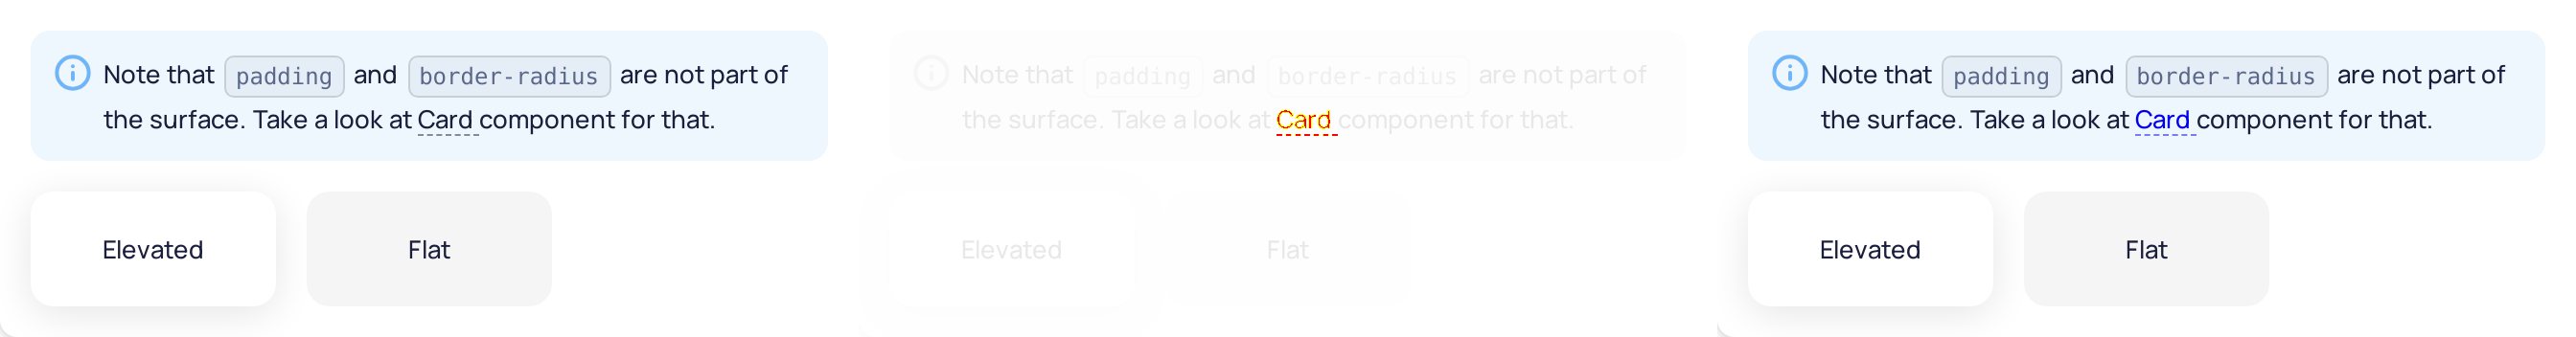 Note that padding and border-radius are not part of
the surface. Take a look at Card component for that.
Elevated
Flat
Note that padding and border-radius are not part of
the surface. Take a look at Card component for that.
Elevated
Flat
Note that padding and border-radius are not part of
the surface. Take a look at Card component for that.
Elevated
Flat